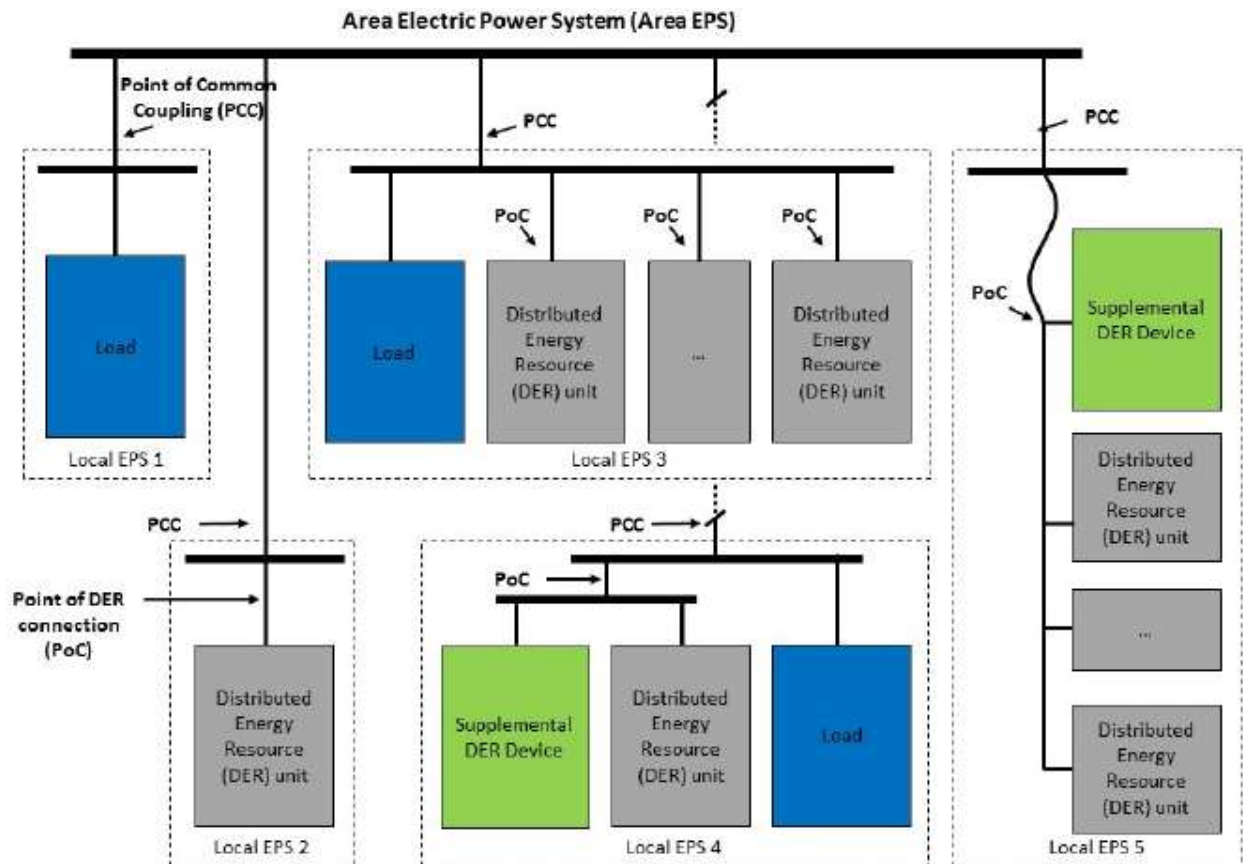 Area Electric Power System (Area EPS)
Point of Common
Coupling (PCC)
PCC
PCC
PoC
PoC
PoC
Load
Load
Distributed
Energy
Resource
(DER) unit
...
Distributed
Energy
Resource
(DER) unit
Local EPS 1
Local EPS 3
PoC
Supplemental
DER Device
Distributed
Energy
Resource
(DER) unit
...
Distributed
Energy
Resource
(DER) unit
Local EPS 5
PCC
Point of DER
connection
(PoC)
Distributed
Energy
Resource
(DER) unit
Local EPS 2
PCC
PoC
Supplemental
DER Device
Distributed
Energy
Resource
(DER) unit
Load
Local EPS 4